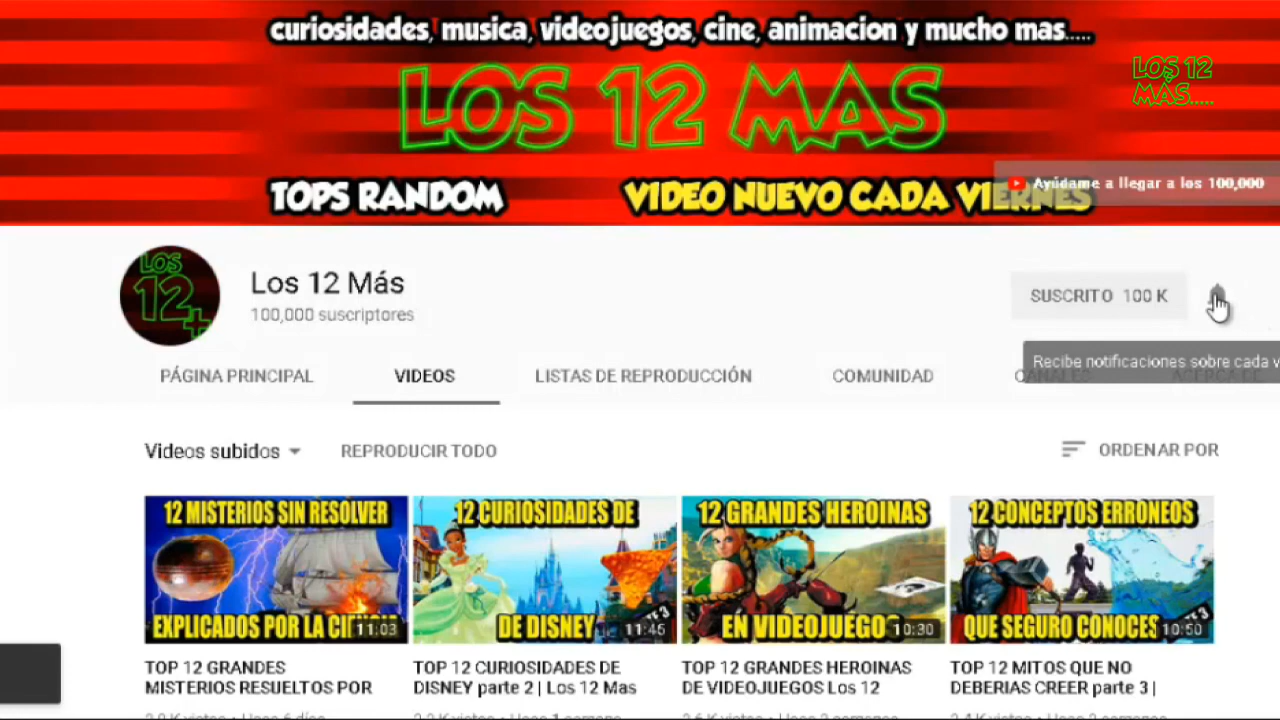 curiosidades, musica, videojuegos, cine, animacion y mucho mas.....
LOS 12 MAS
LOS 12
MÁS.....
TOPS RANDOM
VIDEO NUEVO CADA VIERNES
Ayúdame a llegar a los 100,000
LOS
12+
Los 12 Más
100,000 suscriptores
SUSCRITO 100 K
Recibe notificaciones sobre cada v
PÁGINA PRINCIPAL
VIDEOS
LISTAS DE REPRODUCCIÓN
COMUNIDAD
CANALES
Videos subidos
REPRODUCIR TODO
ORDENAR POR
12 MISTERIOS SIN RESOLVER
EXPLICADOS POR LA CIENCIA
11:03
12 CURIOSIDADES DE
DE DISNEY
11:45
12 GRANDES HEROINAS
EN VIDEOJUEGO
10:30
12 CONCEPTOS ERRONEOS
QUE SEGURO CONOCES
10:50
TOP 12 GRANDES
MISTERIOS RESUELTOS POR
TOP 12 CURIOSIDADES DE
DISNEY parte 2 | Los 12 Mas
TOP 12 GRANDES HEROINAS
DE VIDEOJUEGOS Los 12
TOP 12 MITOS QUE NO
DEBERIAS CREER parte 3 |